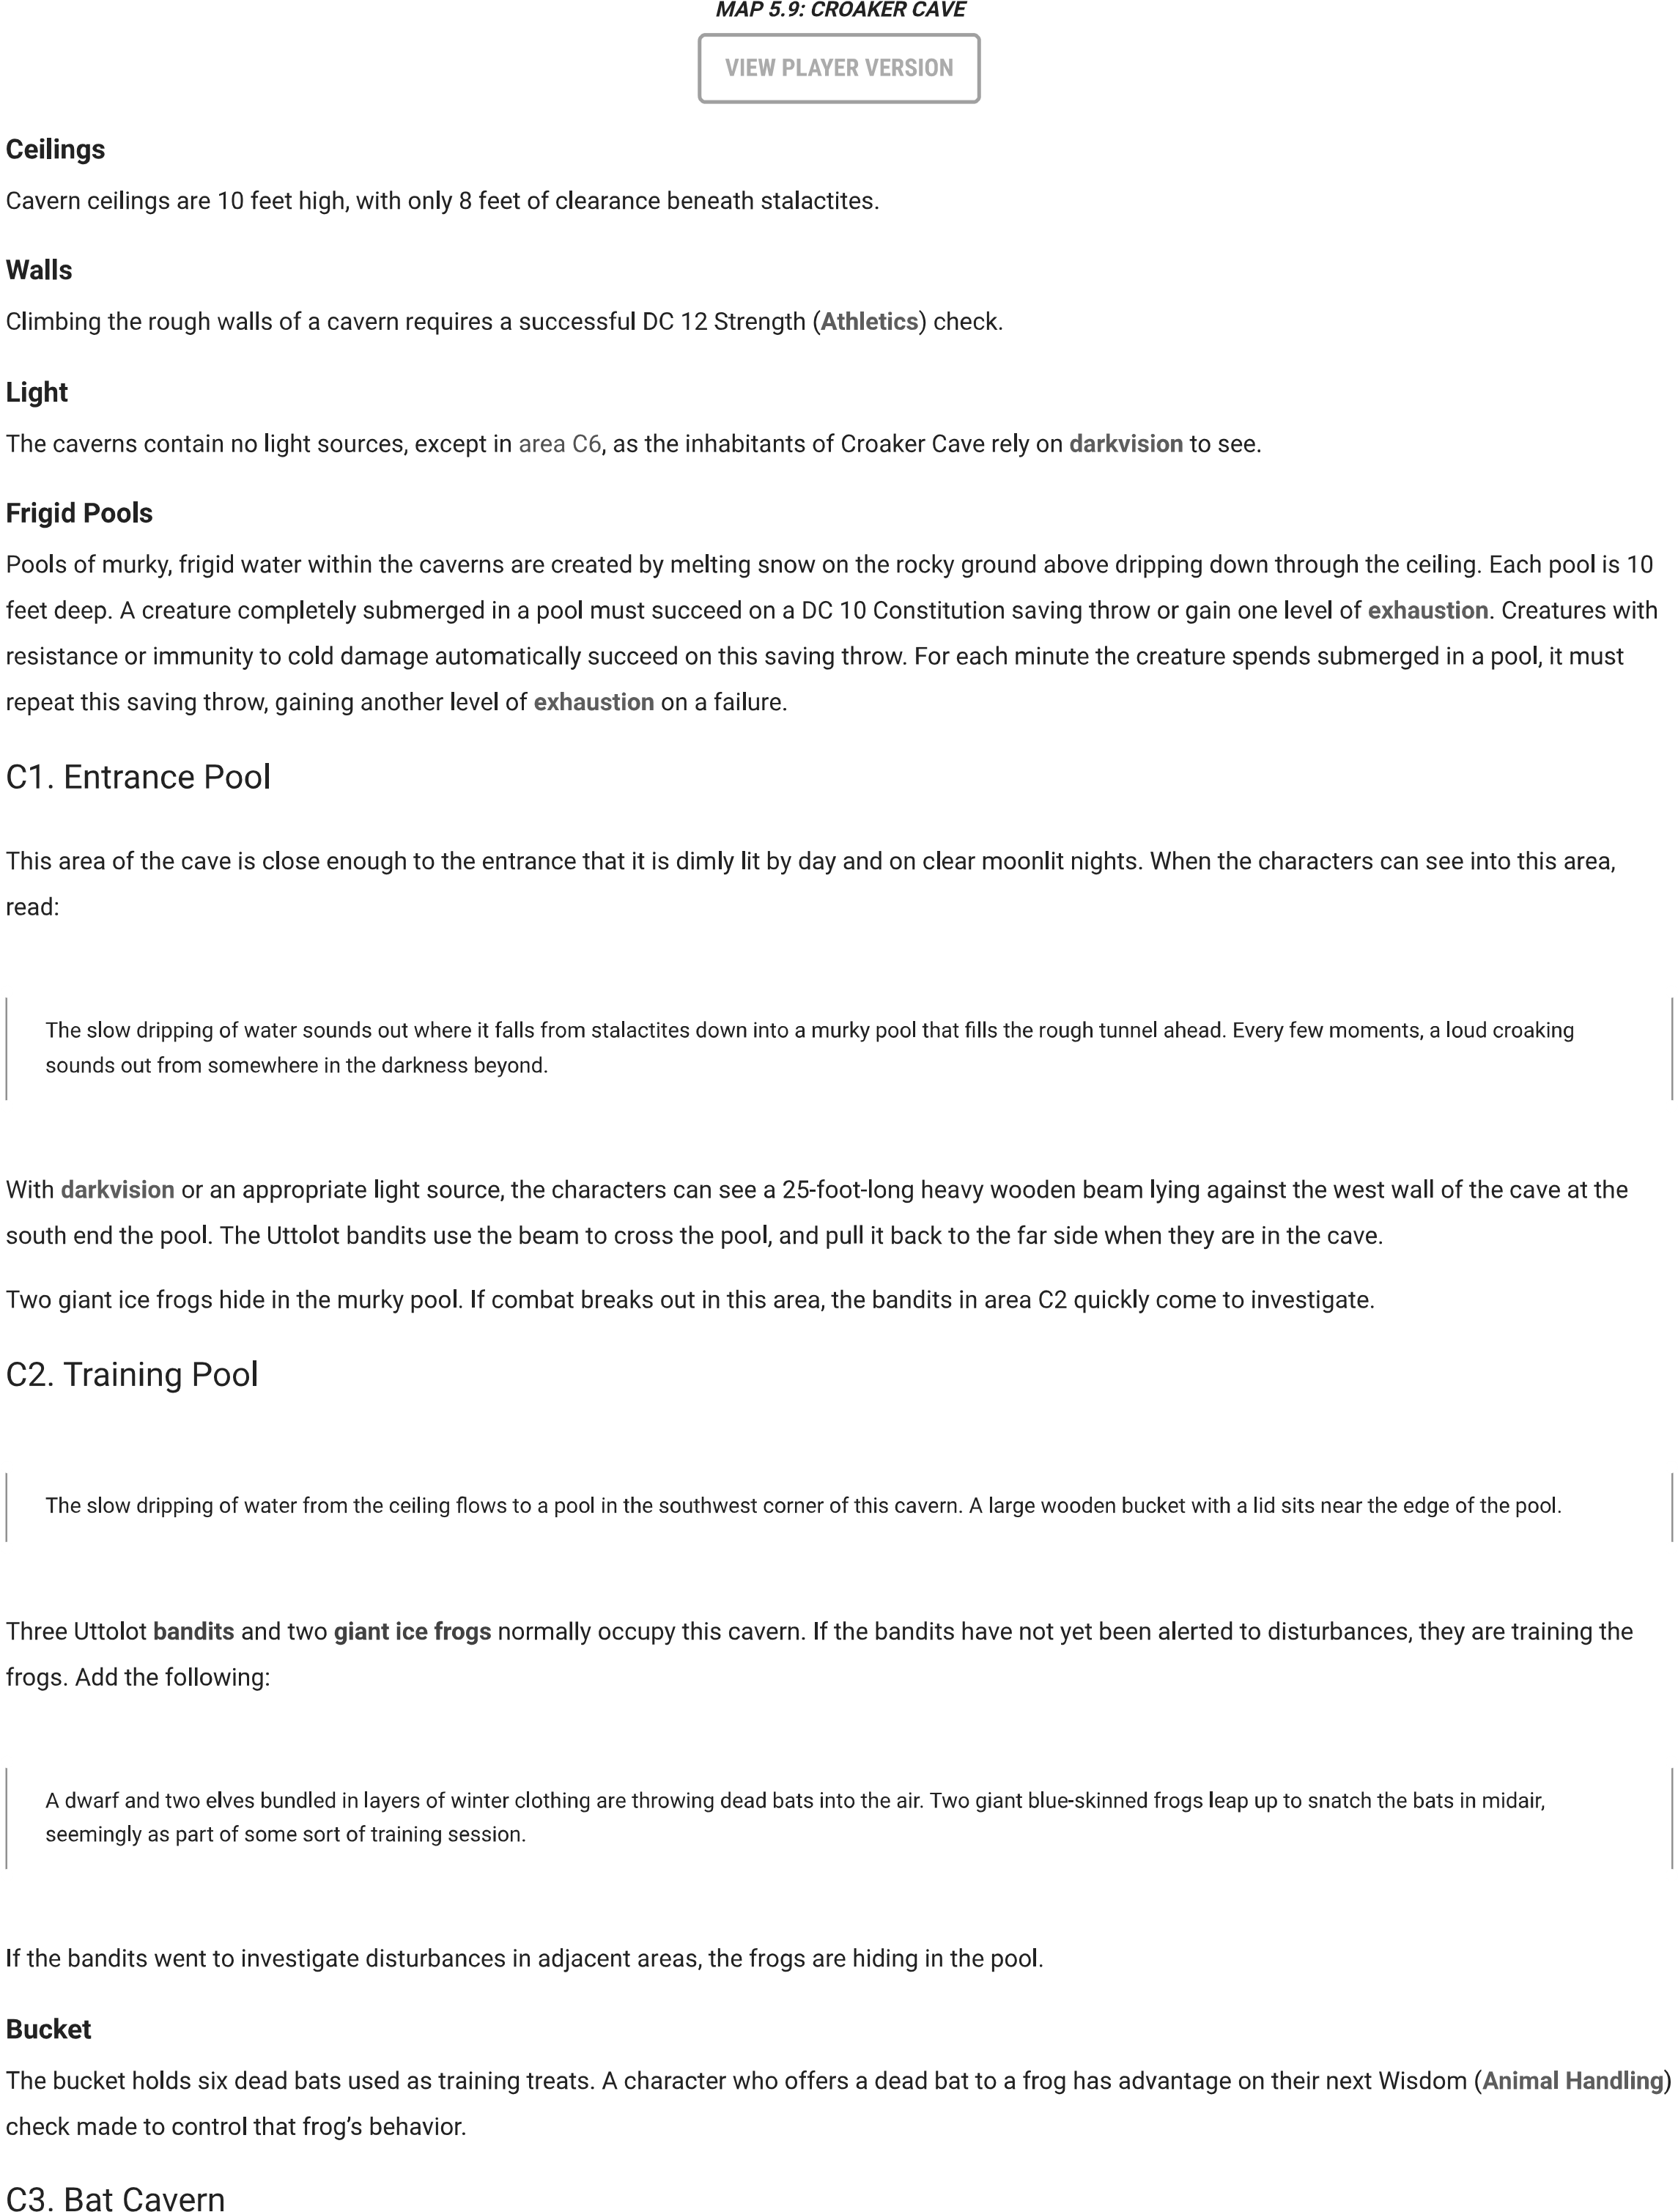 MAP 5.9: CROAKER CAVE
VIEW PLAYER VERSION
Ceilings
Cavern ceilings are 10 feet high, with only 8 feet of clearance beneath stalactites.
Walls
Climbing the rough walls of a cavern requires a successful DC 12 Strength (Athletics) check.
Light
The caverns contain no light sources, except in area C6, as the inhabitants of Croaker Cave rely on darkvision to see.
Frigid Pools
Pools of murky, frigid water within the caverns are created by melting snow on the rocky ground above dripping down through the ceiling. Each pool is 10
feet deep. A creature completely submerged in a pool must succeed on a DC 10 Constitution saving throw or gain one level of exhaustion. Creatures with
resistance or immunity to cold damage automatically succeed on this saving throw. For each minute the creature spends submerged in a pool, it must
repeat this saving throw, gaining another level of exhaustion on a failure.
C1. Entrance Pool
This area of the cave is close enough to the entrance that it is dimly lit by day and on clear moonlit nights. When the characters can see into this area,
read:
The slow dripping of water sounds out where it falls from stalactites down into a murky pool that fills the rough tunnel ahead. Every few moments, a loud croaking
sounds out from somewhere in the darkness beyond.
With darkvision or an appropriate light source, the characters can see a 25-foot-long heavy wooden beam lying against the west wall of the cave at the
south end the pool. The Uttolot bandits use the beam to cross the pool, and pull it back to the far side when they are in the cave.
Two giant ice frogs hide in the murky pool. If combat breaks out in this area, the bandits in area C2 quickly come to investigate.
C2. Training Pool
The slow dripping of water from the ceiling flows to a pool in the southwest corner of this cavern. A large wooden bucket with a lid sits near the edge of the pool.
Three Uttolot bandits and two giant ice frogs normally occupy this cavern. If the bandits have not yet been alerted to disturbances, they are training the
frogs. Add the following:
A dwarf and two elves bundled in layers of winter clothing are throwing dead bats into the air. Two giant blue-skinned frogs leap up to snatch the bats in midair,
seemingly as part of some sort of training session.
If the bandits went to investigate disturbances in adjacent areas, the frogs are hiding in the pool.
Bucket
The bucket holds six dead bats used as training treats. A character who offers a dead bat to a frog has advantage on their next Wisdom (Animal Handling)
check made to control that frog's behavior.
C3. Bat Cavern